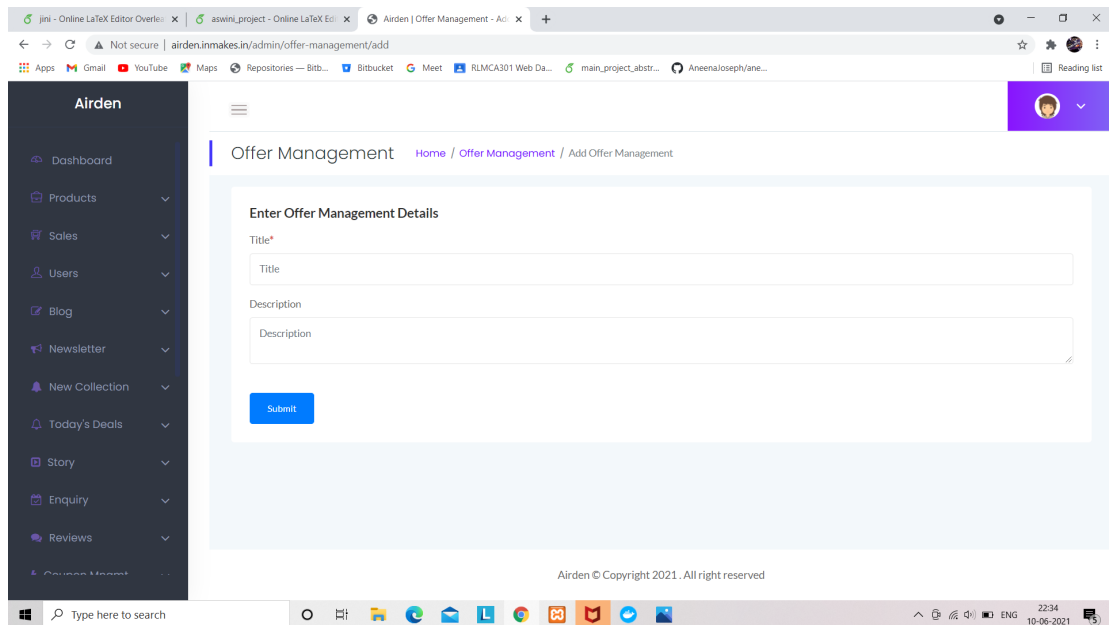 jini - Online LaTeX Editor Overlea
aswini_project - Online LaTeX Edi
Airden | Offer Management - Ad
Not secure | airden.inmakes.in/admin/offer-management/add
Apps Gmail YouTube Maps Repositories — Bitb... Bitbucket Meet RLMCA301 Web Da... main_project_abstr... AneenaJoseph/ane... Reading list
Airden
Dashboard
Products
Sales
Users
Blog
Newsletter
New Collection
Today's Deals
Story
Enquiry
Reviews
Coupon Mngmt
Offer Management Home / Offer Management / Add Offer Management
Enter Offer Management Details
Title*
Title
Description
Description
Submit
Airden © Copyright 2021 . All right reserved
Type here to search
ENG
22:34
10-06-2021
5